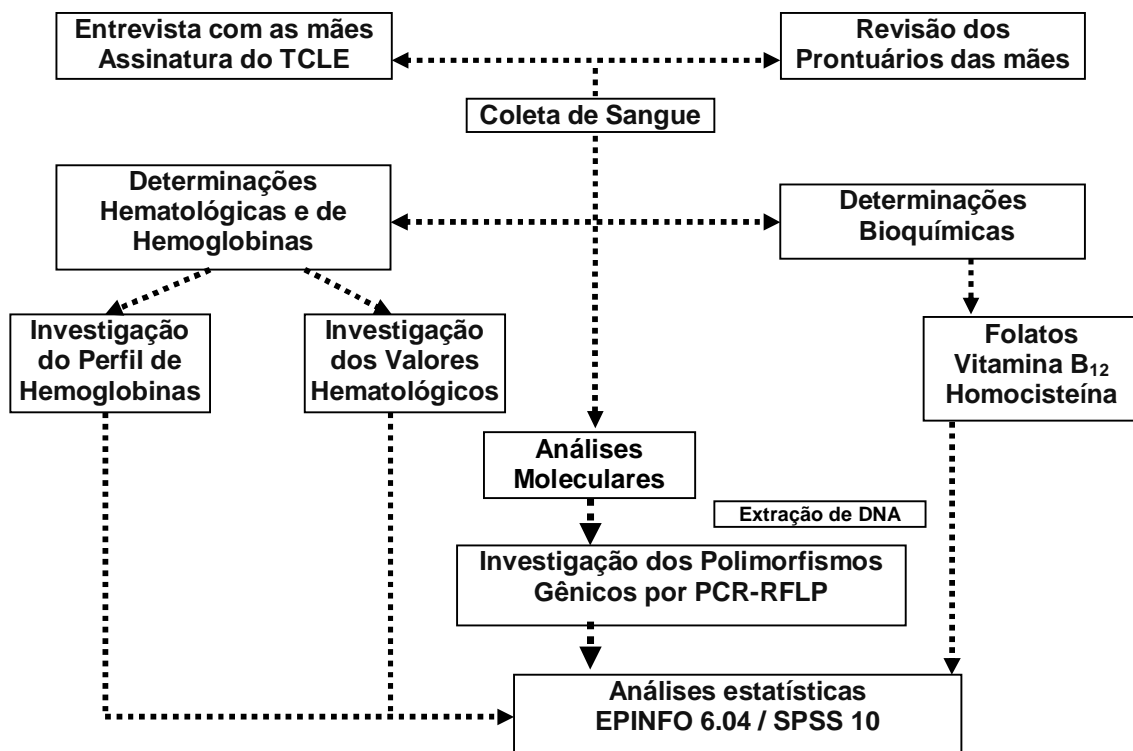 Entrevista com as mães
Assinatura do TCLE
Revisão dos
Prontuários das mães
Coleta de Sangue
Determinações
Hematológicas e de
Hemoglobinas
Determinações
Bioquímicas
Investigação
do Perfil de
Hemoglobinas
Investigação
dos Valores
Hematológicos
Folatos
Vitamina B₁₂
Homocisteína
Análises
Moleculares
Extração de DNA
Investigação dos Polimorfismos
Gênicos por PCR-RFLP
Análises estatísticas
EPINFO 6.04 / SPSS 10